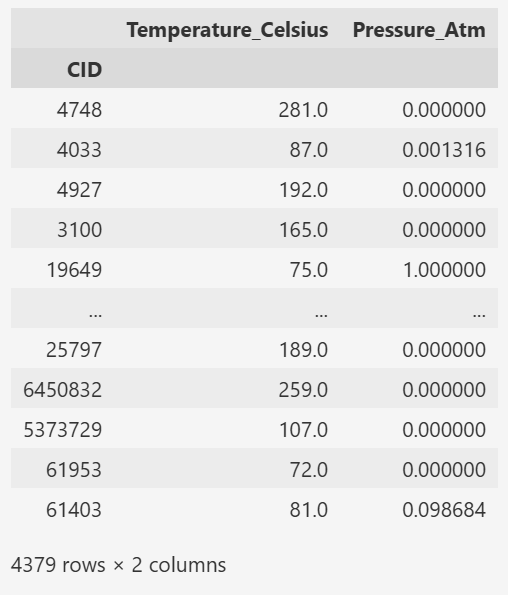 Temperature_Celsius Pressure_Atm
CID
4748 281.0 0.000000
4033 87.0 0.001316
4927 192.0 0.000000
3100 165.0 0.000000
19649 75.0 1.000000
... ... ...
25797 189.0 0.000000
6450832 259.0 0.000000
5373729 107.0 0.000000
61953 72.0 0.000000
61403 81.0 0.098684
4379 rows × 2 columns